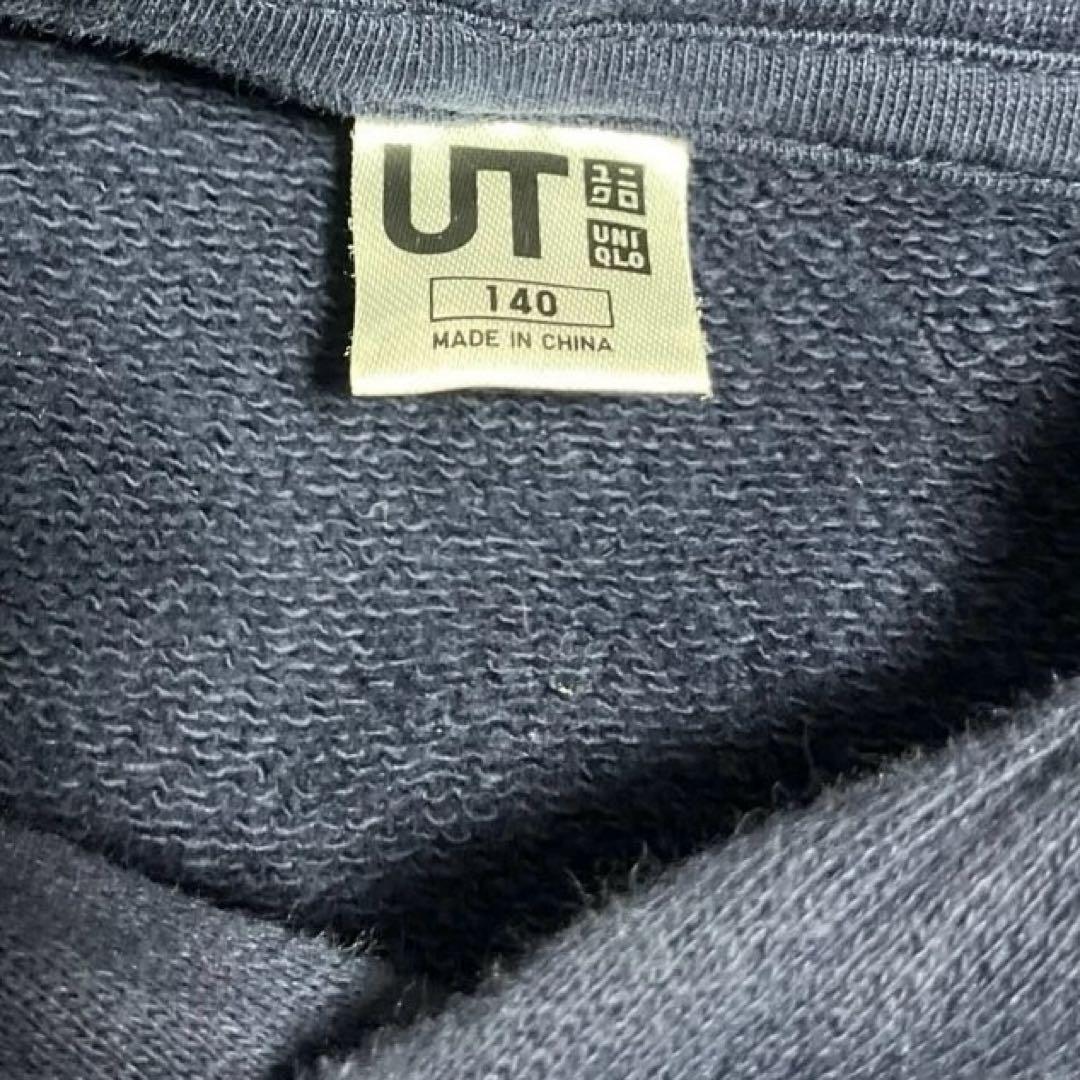 UT
ユニ
クロ
UNI
QLO
140
MADE IN CHINA